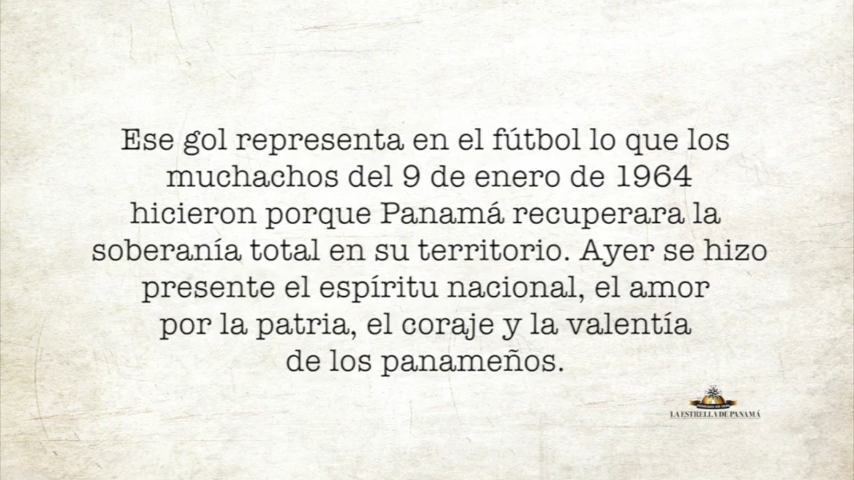 Ese gol representa en el fútbol lo que los
muchachos del 9 de enero de 1964
hicieron porque Panamá recuperara la
soberanía total en su territorio. Ayer se hizo
presente el espíritu nacional, el amor
por la patria, el coraje y la valentía
de los panameños.
LA ESTRELLA DE PANAMÁ